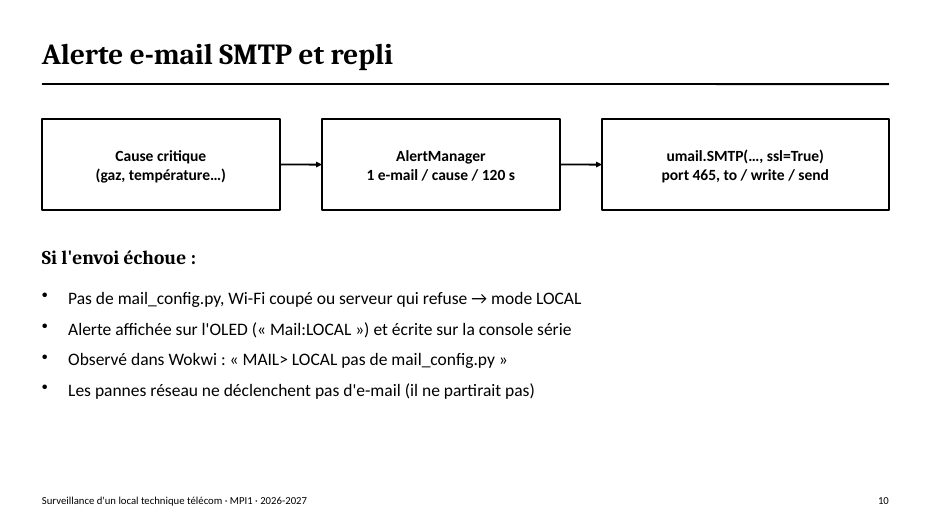 Alerte e-mail SMTP et repli
Cause critique
(gaz, température…)
AlertManager
1 e-mail / cause / 120 s
umail.SMTP(…, ssl=True)
port 465, to / write / send
Si l'envoi échoue :
• Pas de mail_config.py, Wi-Fi coupé ou serveur qui refuse → mode LOCAL
• Alerte affichée sur l'OLED (« Mail:LOCAL ») et écrite sur la console série
• Observé dans Wokwi : « MAIL> LOCAL pas de mail_config.py »
• Les pannes réseau ne déclenchent pas d'e-mail (il ne partirait pas)
Surveillance d'un local technique télécom · MPI1 · 2026-2027
10